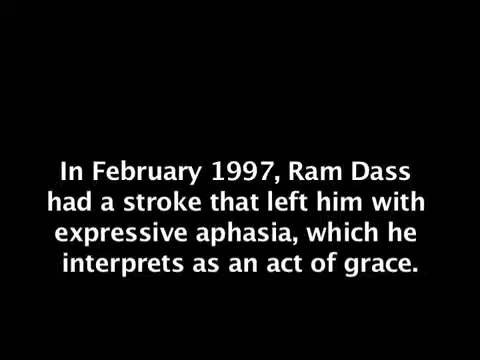 In February 1997, Ram Dass
had a stroke that left him with
expressive aphasia, which he
interprets as an act of grace.